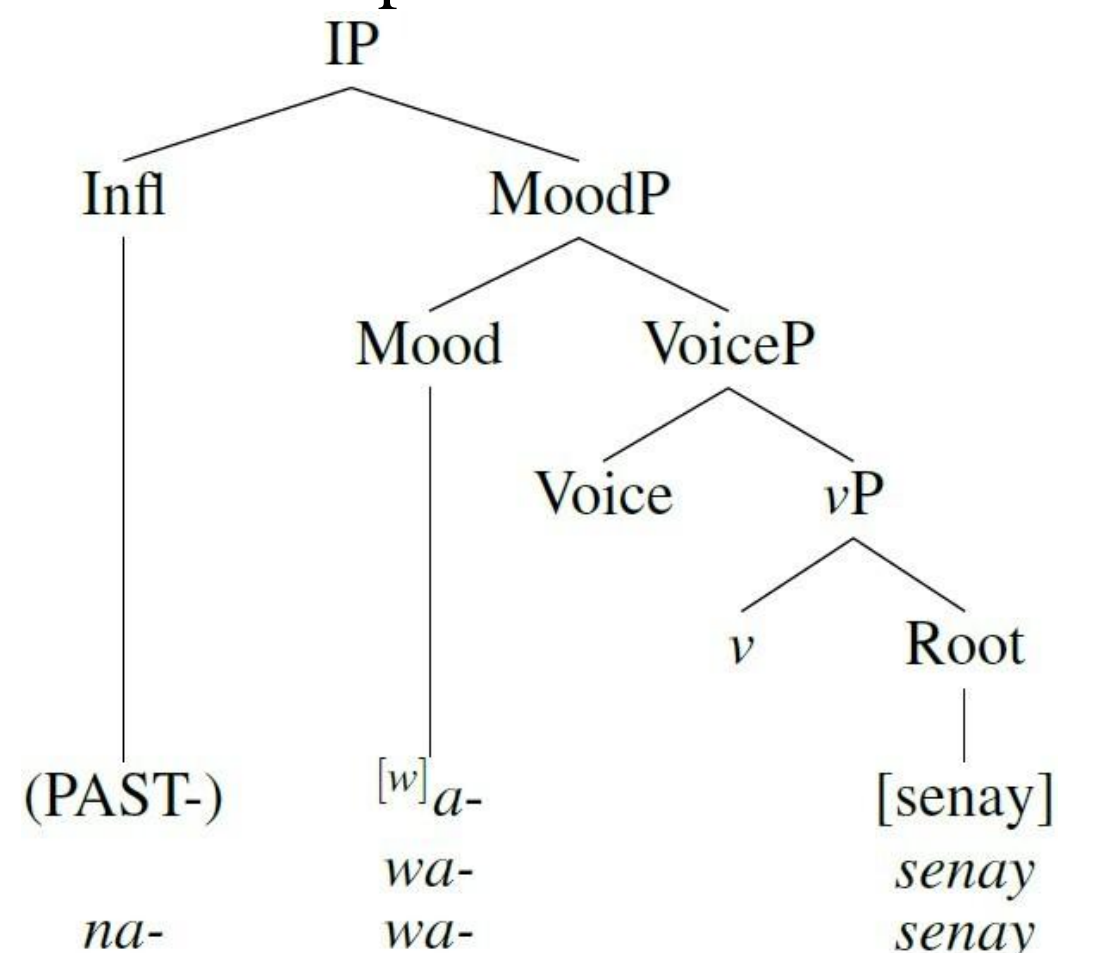 IP
Infl MoodP
Mood VoiceP
Voice vP
v Root
(PAST-) [w]a- [senay]
wa- senay
na- wa- senay